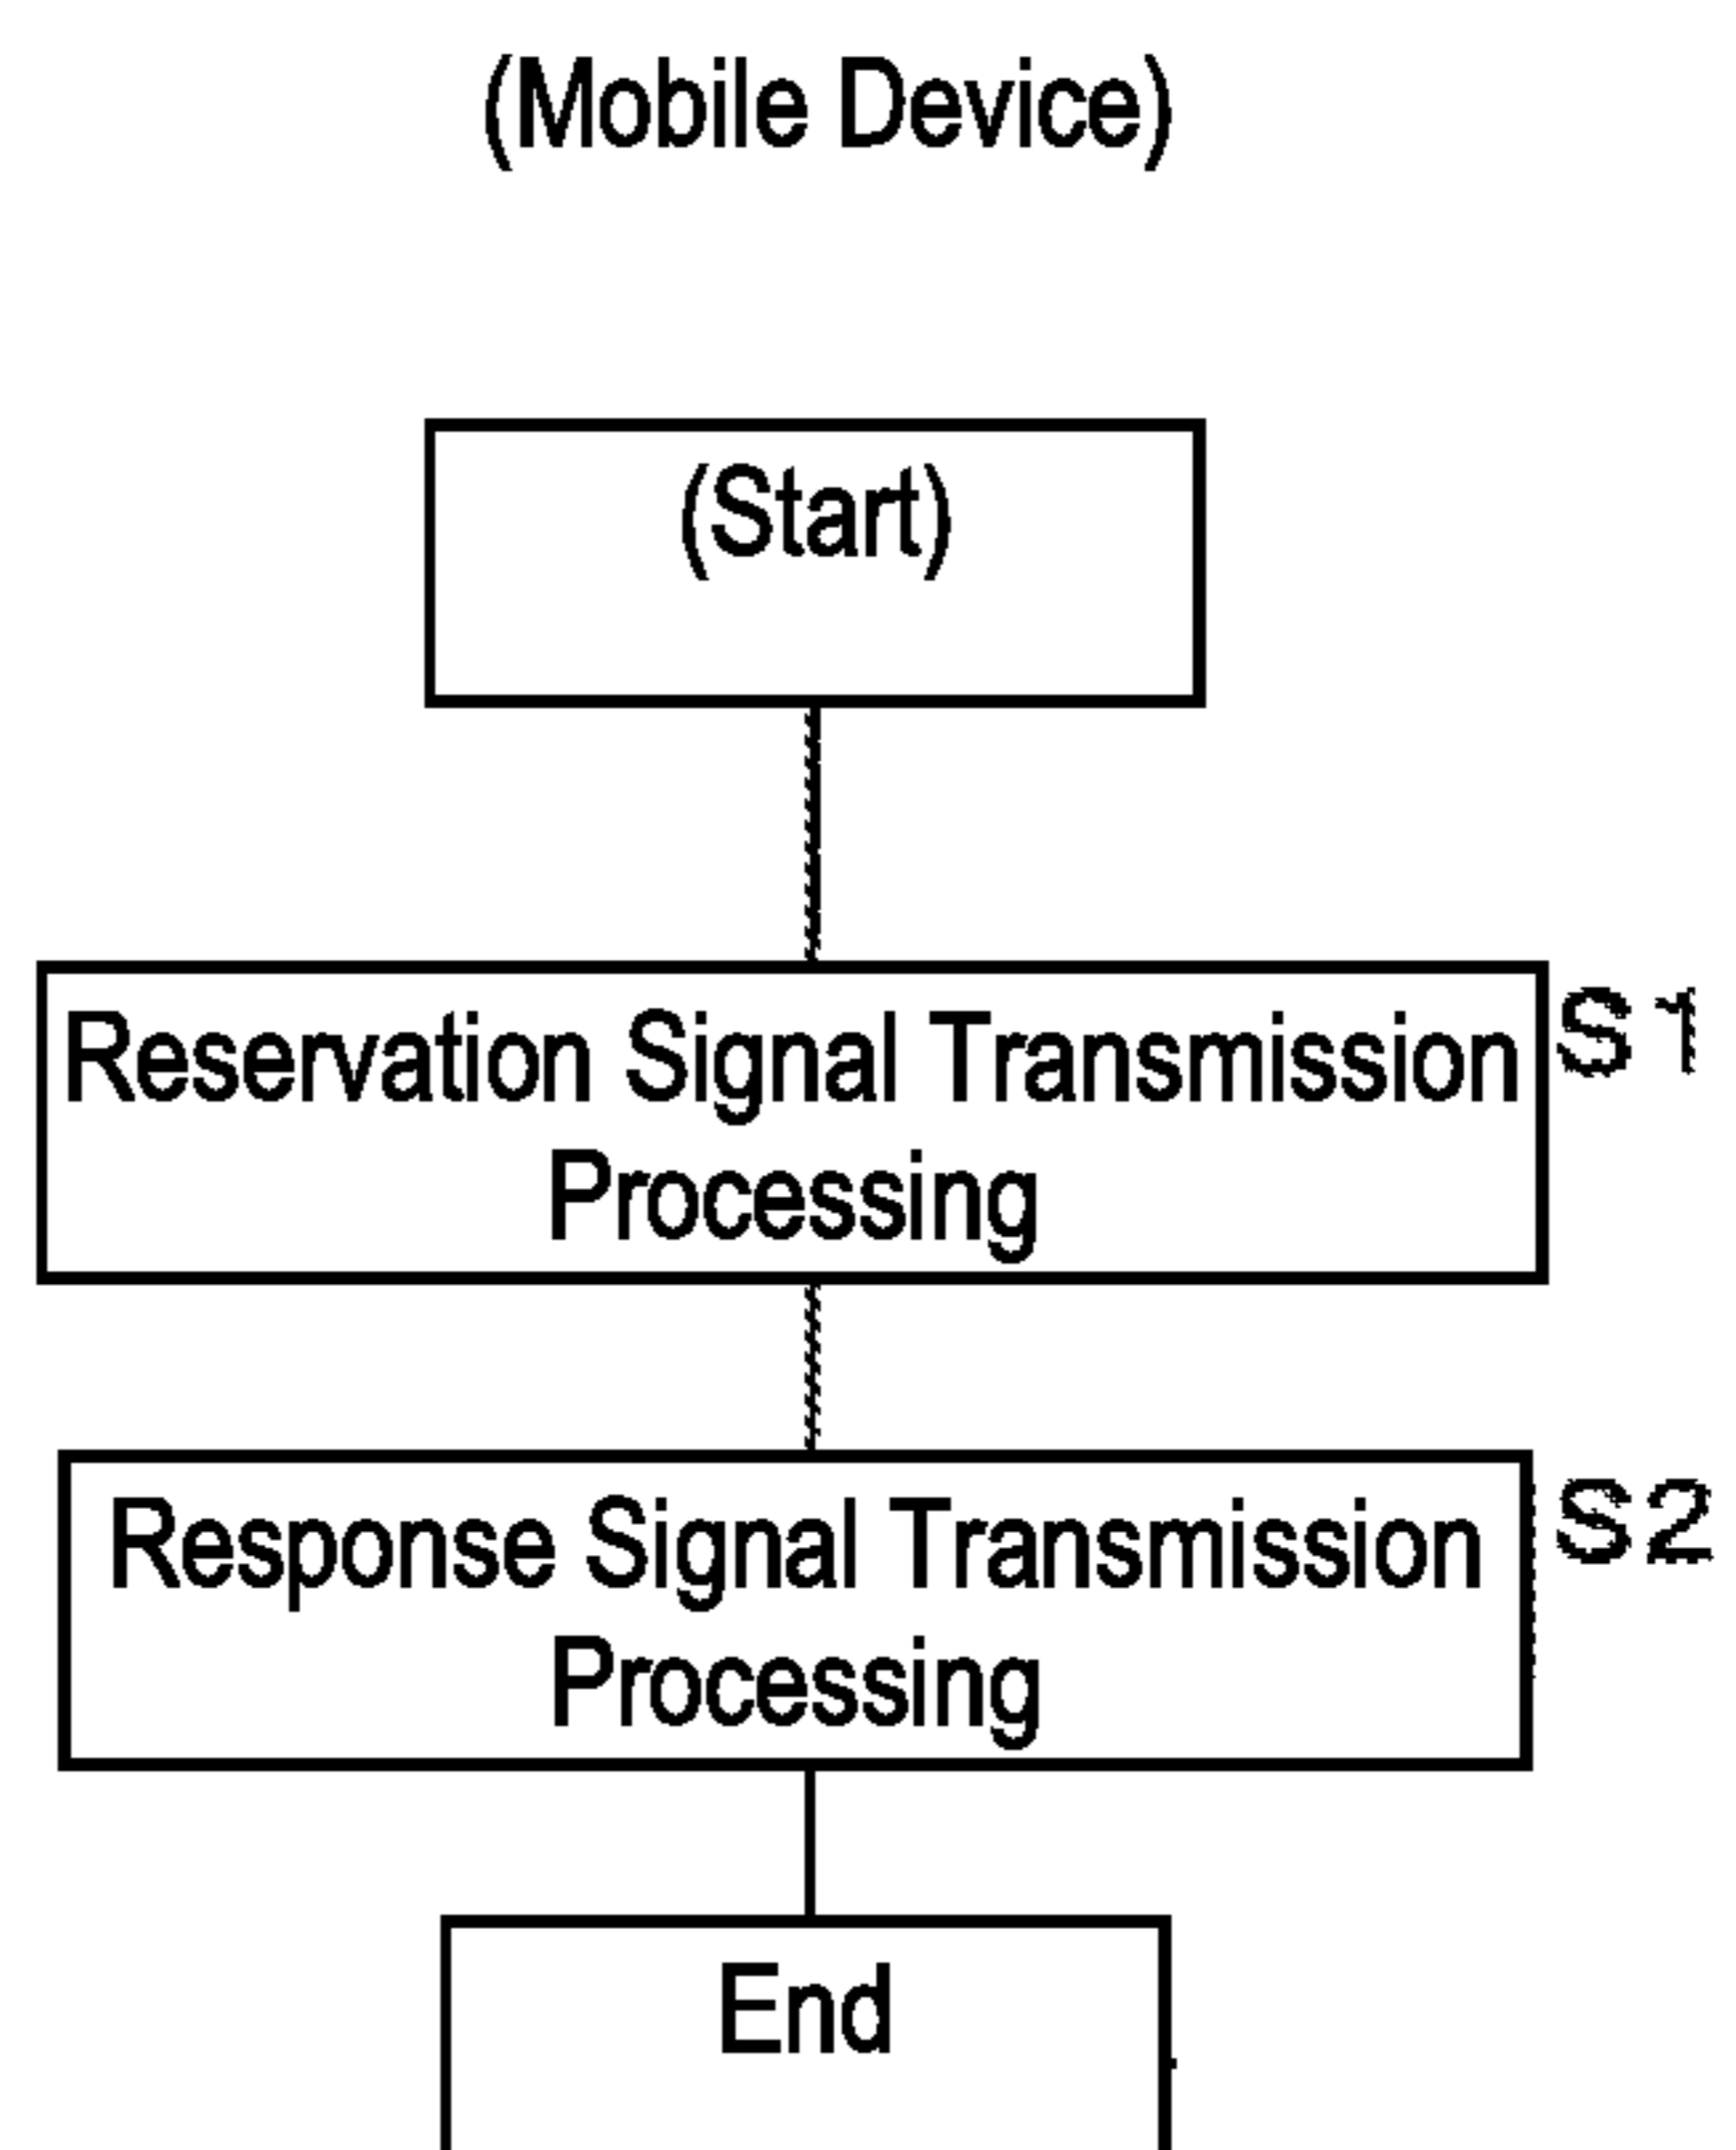 (Mobile Device)
(Start)
Reservation Signal Transmission
Processing
S1
Response Signal Transmission
Processing
S2
End